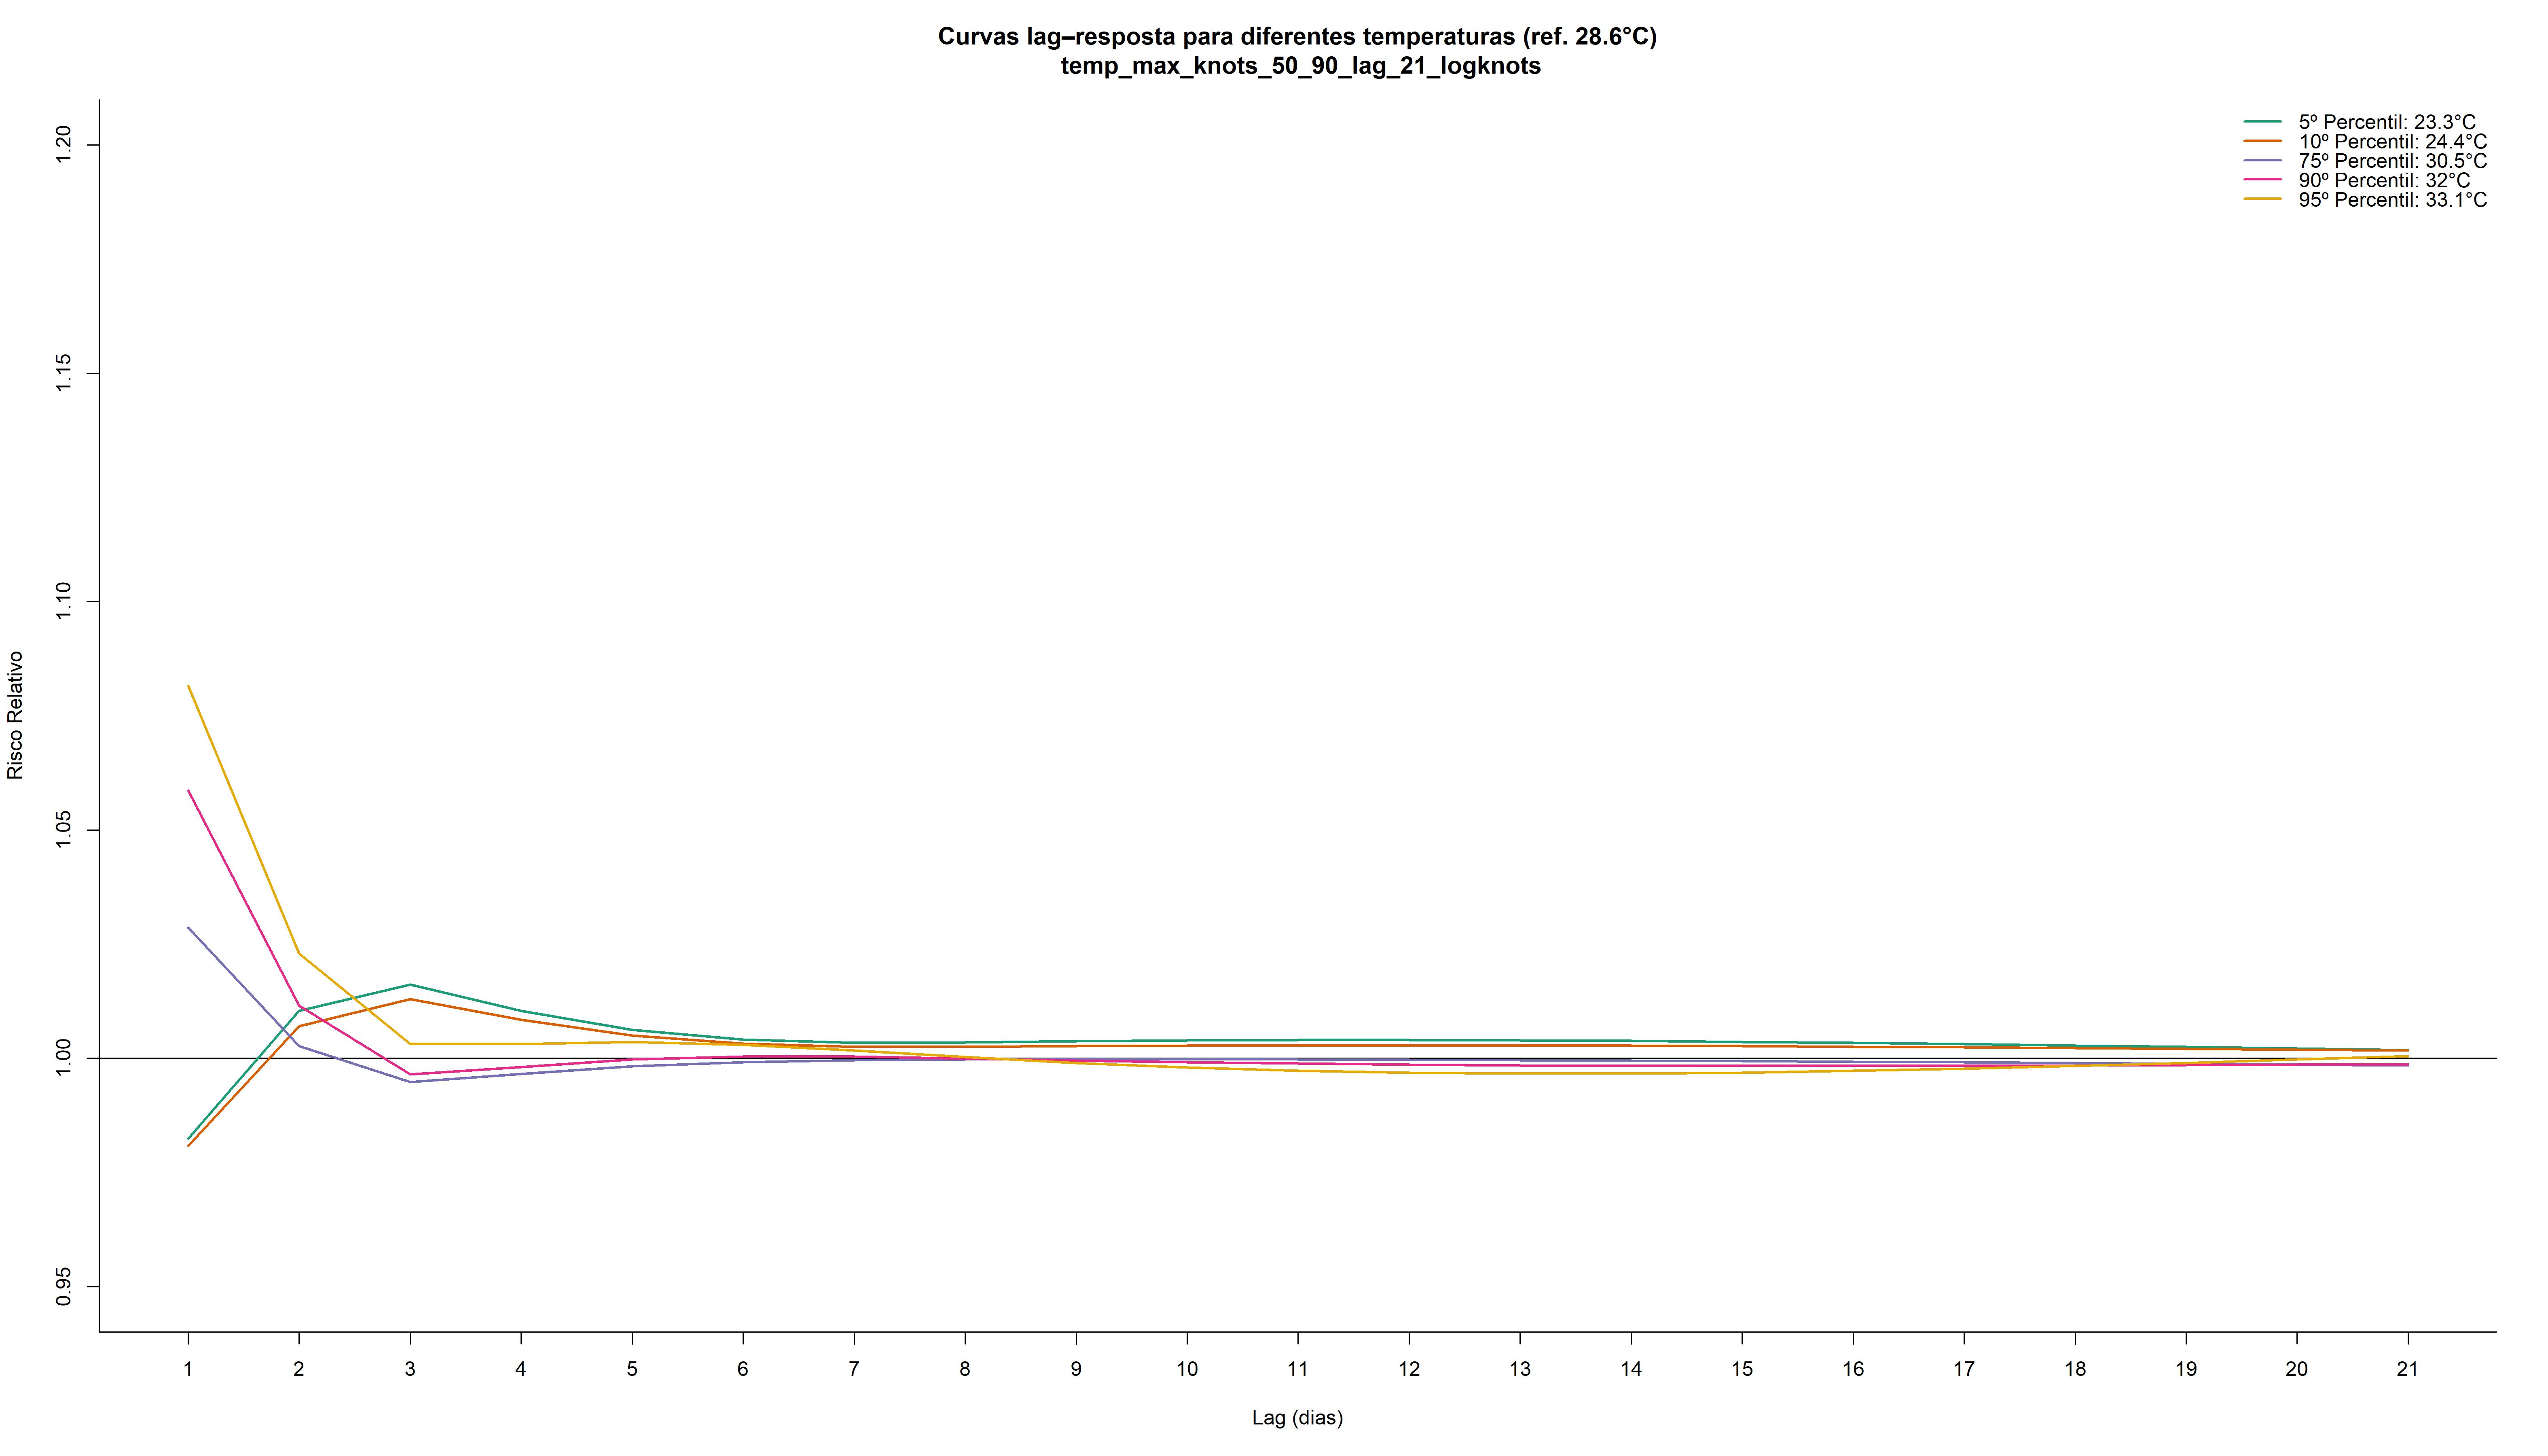 Curvas lag–resposta para diferentes temperaturas (ref. 28.6°C)
temp_max_knots_50_90_lag_21_logknots
5º Percentil: 23.3°C
10º Percentil: 24.4°C
75º Percentil: 30.5°C
90º Percentil: 32°C
95º Percentil: 33.1°C
1.20
1.15
1.10
1.05
1.00
0.95
Risco Relativo
1 2 3 4 5 6 7 8 9 10 11 12 13 14 15 16 17 18 19 20 21
Lag (dias)